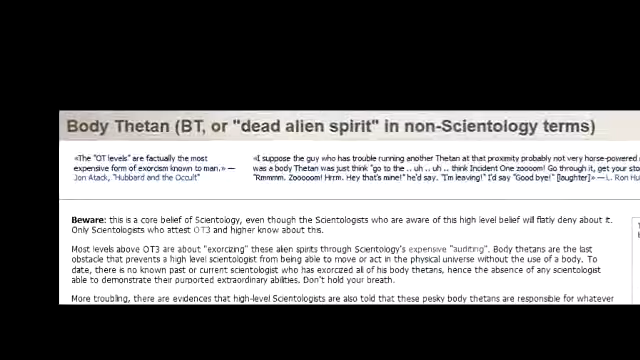 Body Thetan (BT, or "dead alien spirit" in non-Scientology terms)
«The "OT levels" are factually the most
expensive form of exorcism known to man.» —
Jon Atack, "Hubbard and the Occult"
«I suppose the guy who has trouble running another Thetan at that proximity probably not very horse-powered
was a body Thetan was just think "go to the .. uh .. uh .. think Incident One zooooom! Go through it, get your
"Rmmmm. Zooooom! Hrrm. Hey that's mine!" he'd say. "I'm leaving!" I'd say "Good bye!" [laughter]» —L. Ron
Beware: this is a core belief of Scientology, even though the Scientologists who are aware of this high level belief will flatly deny about it.
Only Scientologists who attest OT3 and higher know about this.
Most levels above OT3 are about "exorcizing" these alien spirits through Scientology's expensive "auditing". Body thetans are the last
obstacle that prevents a high level scientologist from being able to move or act in the physical universe without the use of a body. To
date, there is no known past or current scientologist who has exorcized all of his body thetans, hence the absence of any scientologist
able to demonstrate their purported extraordinary abilities. Don't hold your breath.
More troubling, there are evidences that high-level Scientologists are also told that these pesky body thetans are responsible for whatever